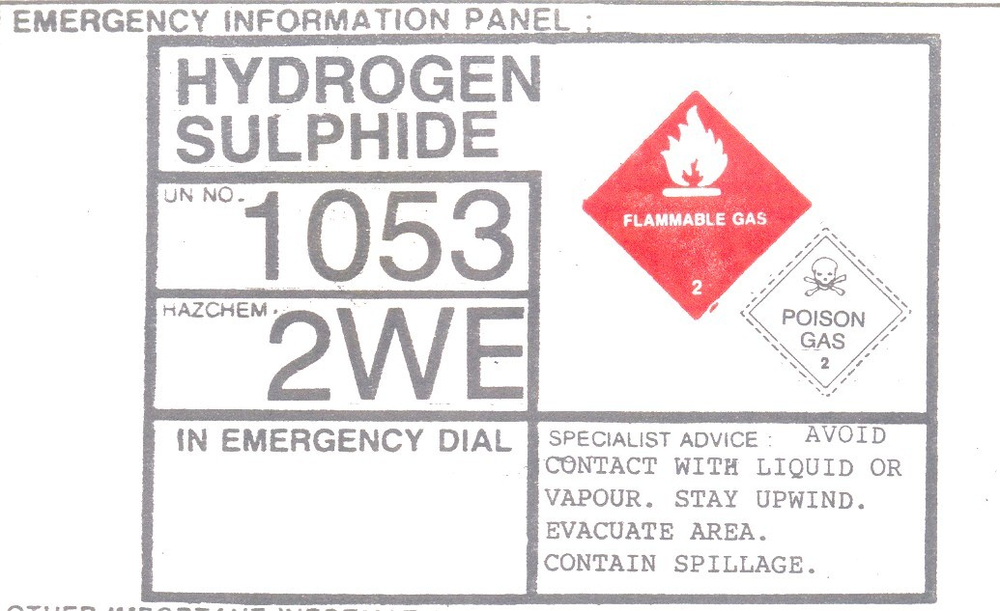 EMERGENCY INFORMATION PANEL :
HYDROGEN
SULPHIDE
UN NO.
1053
HAZCHEM.
2WE
FLAMMABLE GAS
2
POISON
GAS
2
IN EMERGENCY DIAL
SPECIALIST ADVICE : AVOID
CONTACT WITH LIQUID OR
VAPOUR. STAY UPWIND.
EVACUATE AREA.
CONTAIN SPILLAGE.